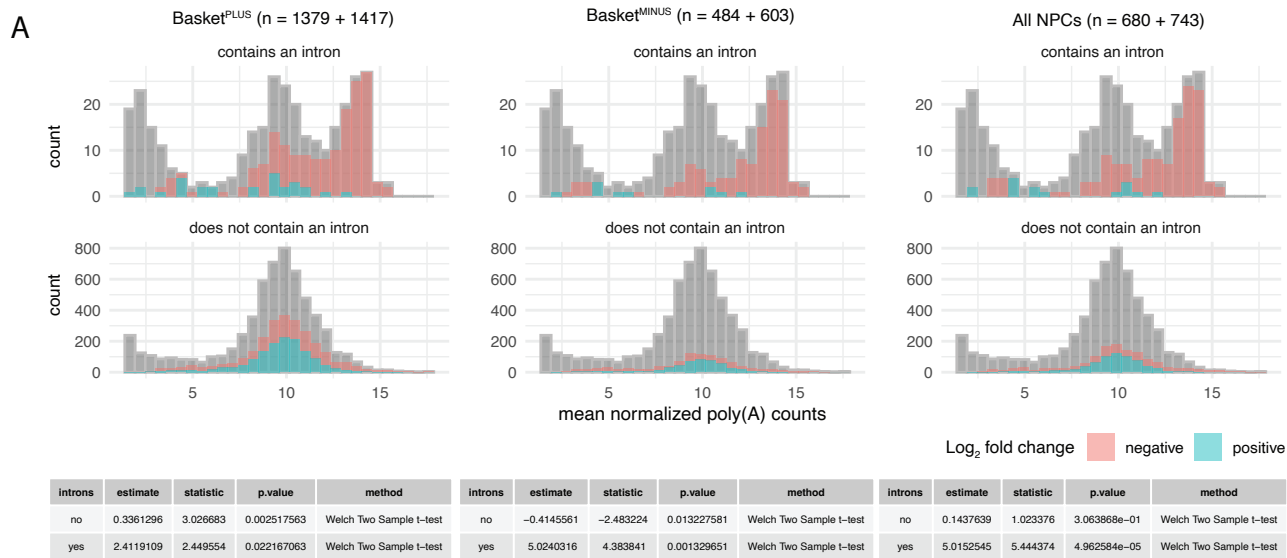 A
Basket^PLUS (n = 1379 + 1417)
Basket^MINUS (n = 484 + 603)
All NPCs (n = 680 + 743)
contains an intron
contains an intron
contains an intron
count
20
10
0
20
10
0
20
10
0
does not contain an intron
does not contain an intron
does not contain an intron
count
800
600
400
200
0
800
600
400
200
0
800
600
400
200
0
5 10 15
5 10 15
5 10 15
mean normalized poly(A) counts
Log₂ fold change negative positive
introns estimate statistic p.value method
no 0.3361296 3.026683 0.002517563 Welch Two Sample t−test
yes 2.4119109 2.449554 0.022167063 Welch Two Sample t−test
introns estimate statistic p.value method
no −0.4145561 −2.483224 0.013227581 Welch Two Sample t−test
yes 5.0240316 4.383841 0.001329651 Welch Two Sample t−test
introns estimate statistic p.value method
no 0.1437639 1.023376 3.063868e−01 Welch Two Sample t−test
yes 5.0152545 5.444374 4.962584e−05 Welch Two Sample t−test